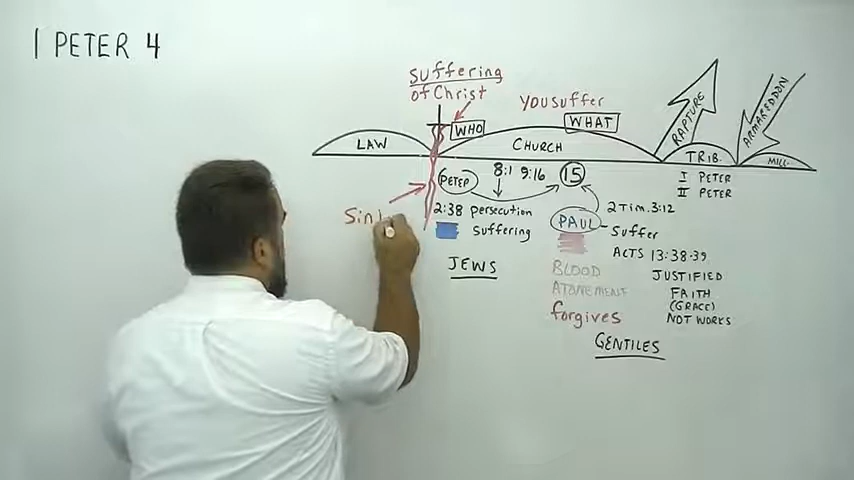 1 PETER 4
Suffering
of Christ
You suffer
WHO
WHAT
LAW
CHURCH
RAPTURE
ARMAGEDDON
TRIB.
MILL.
PETER
8:1 9:16
15
I PETER
II PETER
2:38 persecution
suffering
JEWS
2 Tim. 3:12
PAUL - Suffer
ACTS 13:38-39
BLOOD
ATONEMENT
forgives
JUSTIFIED
FAITH
(GRACE)
NOT WORKS
GENTILES
Sin